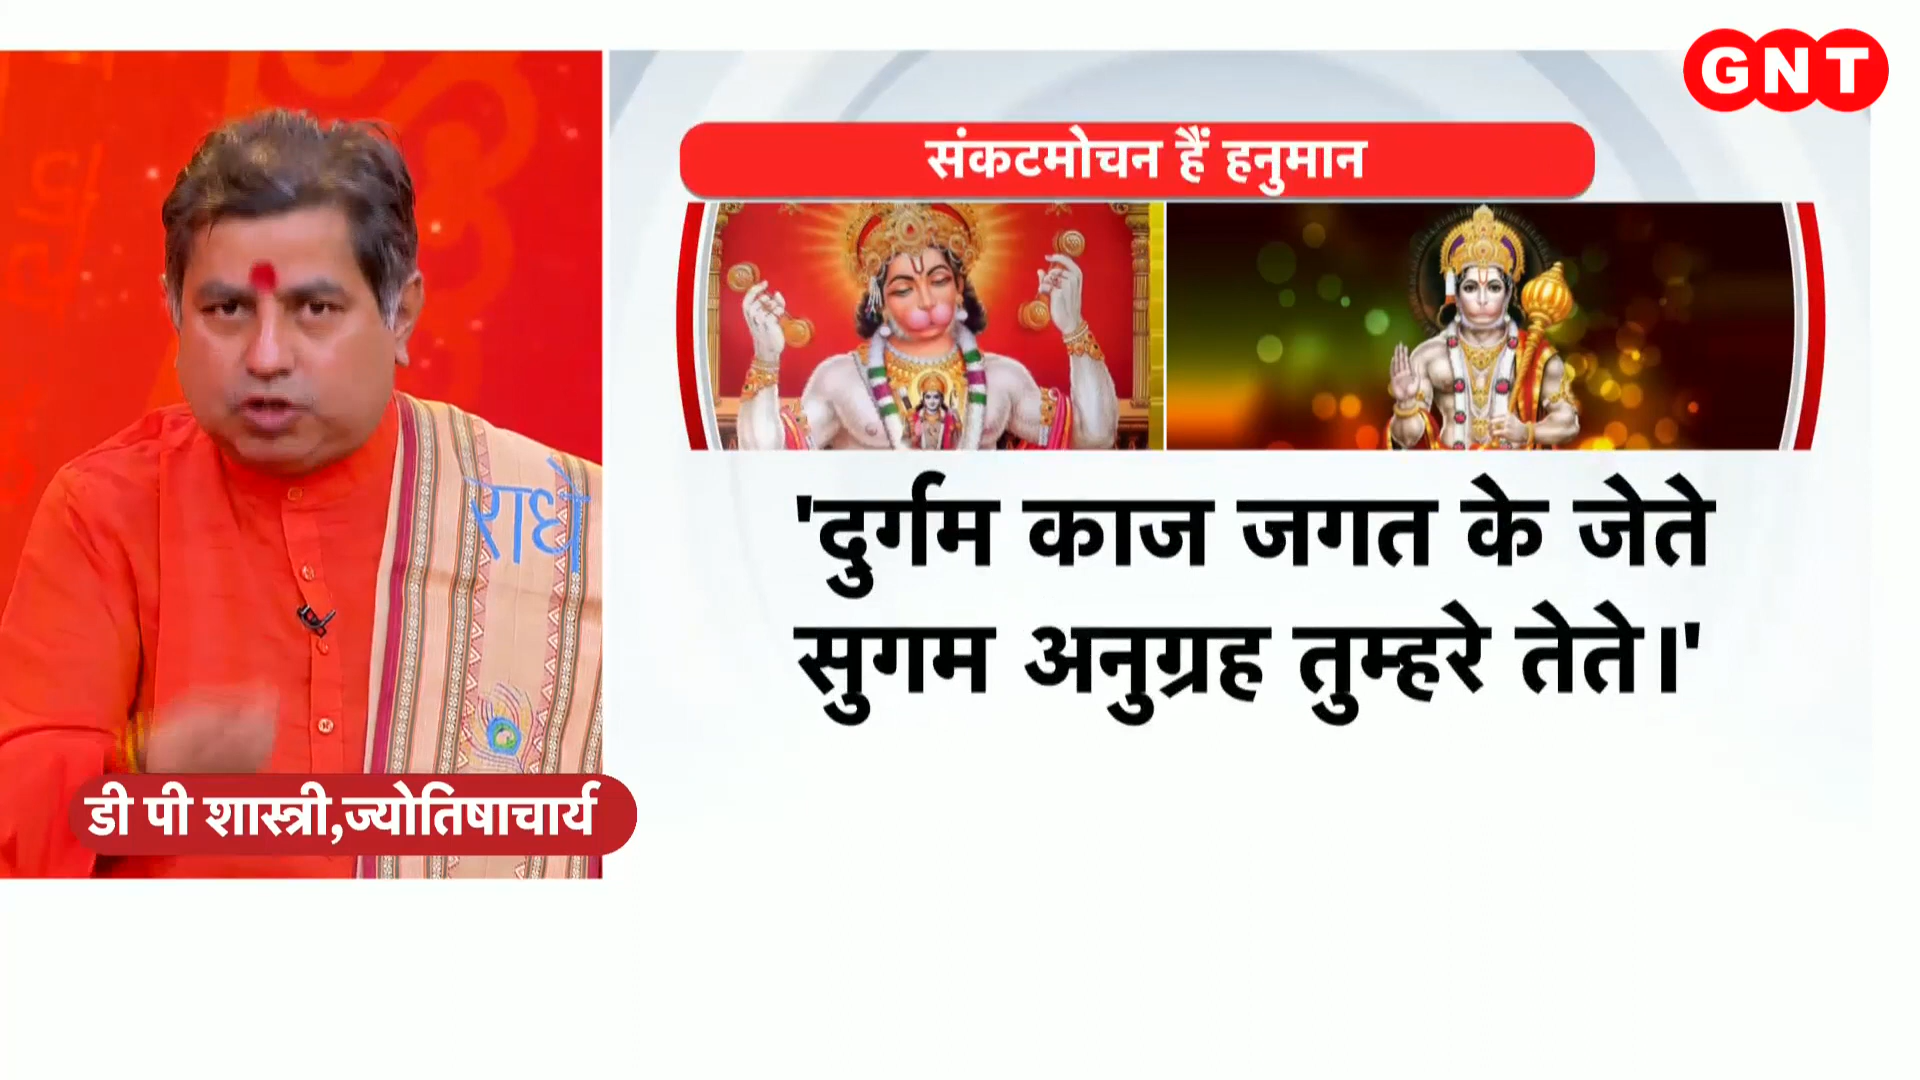 GNT
संकटमोचन हैं हनुमान
'दुर्गम काज जगत के जेते
सुगम अनुग्रह तुम्हरे तेते।'
राधे
डी पी शास्त्री,ज्योतिषाचार्य